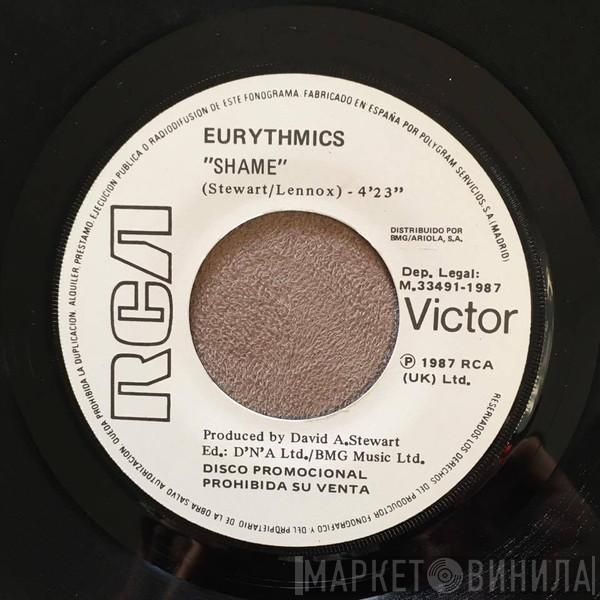 EURYTHMICS
"SHAME"
(Stewart/Lennox) - 4'23"
DISTRIBUIDO POR
BMG/ARIOLA, S.A.
Dep. Legal:
M.33491-1987
RCA
Victor
℗ 1987 RCA
(UK) Ltd.
Produced by David A.Stewart
Ed.: D'N'A Ltd./BMG Music Ltd.
DISCO PROMOCIONAL
PROHIBIDA SU VENTA
RESERVADOS LOS DERECHOS DEL PRODUCTOR FONOGRAFICO Y DEL PROPIETARIO DE LA OBRA SALVO AUTORIZACION. QUEDA PROHIBIDA LA DUPLICACION, ALQUILER, PRESTAMO, EJECUCION PUBLICA O RADIODIFUSION DE ESTE FONOGRAMA. FABRICADO EN ESPAÑA POR POLYGRAM SERVICIOS, S.A. (MADRID)
МАРКЕТ ВИНИЛА